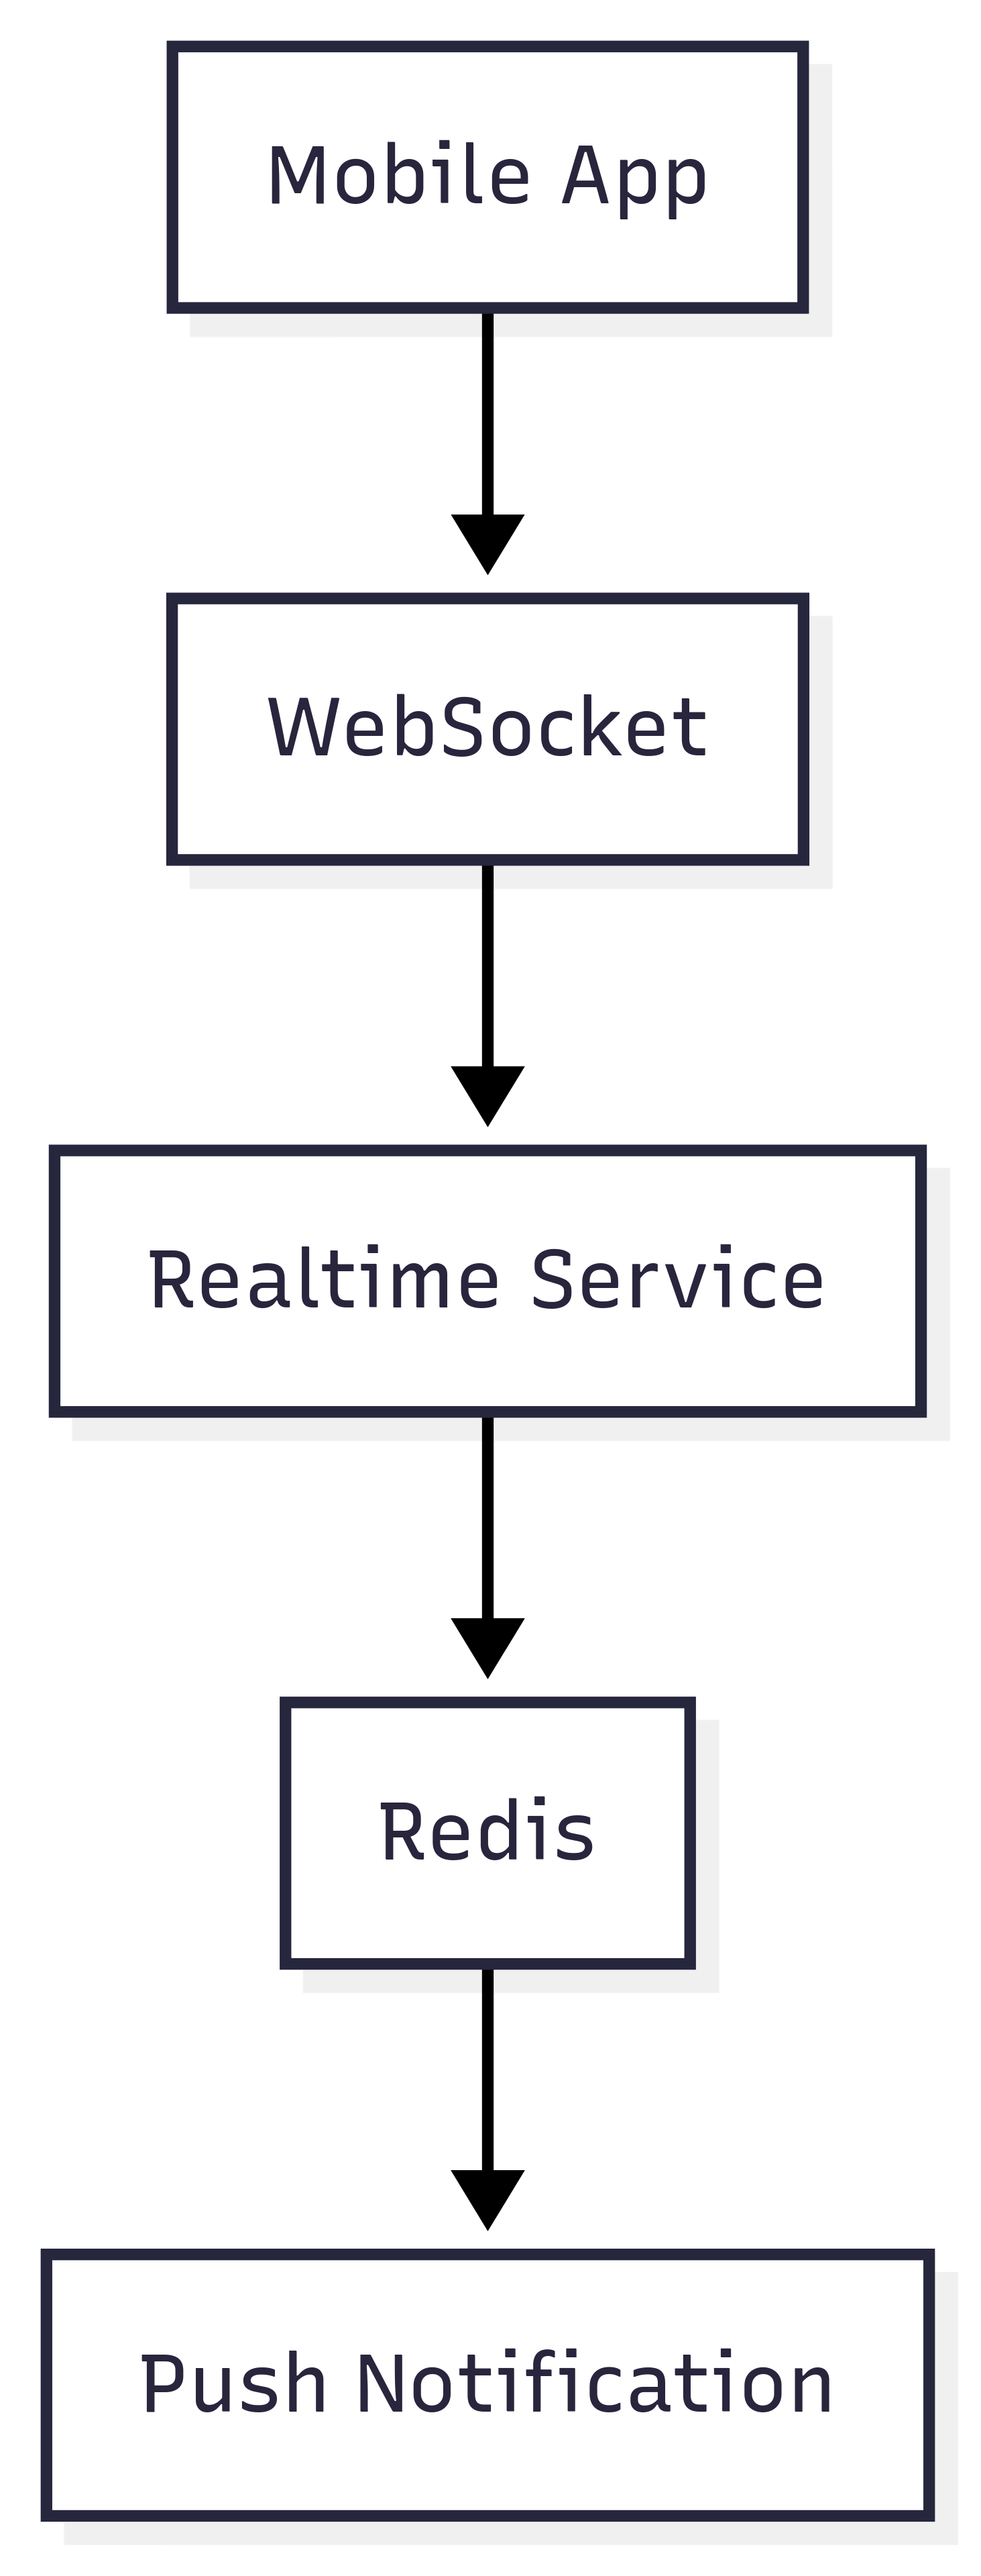 Mobile App
WebSocket
Realtime Service
Redis
Push Notification